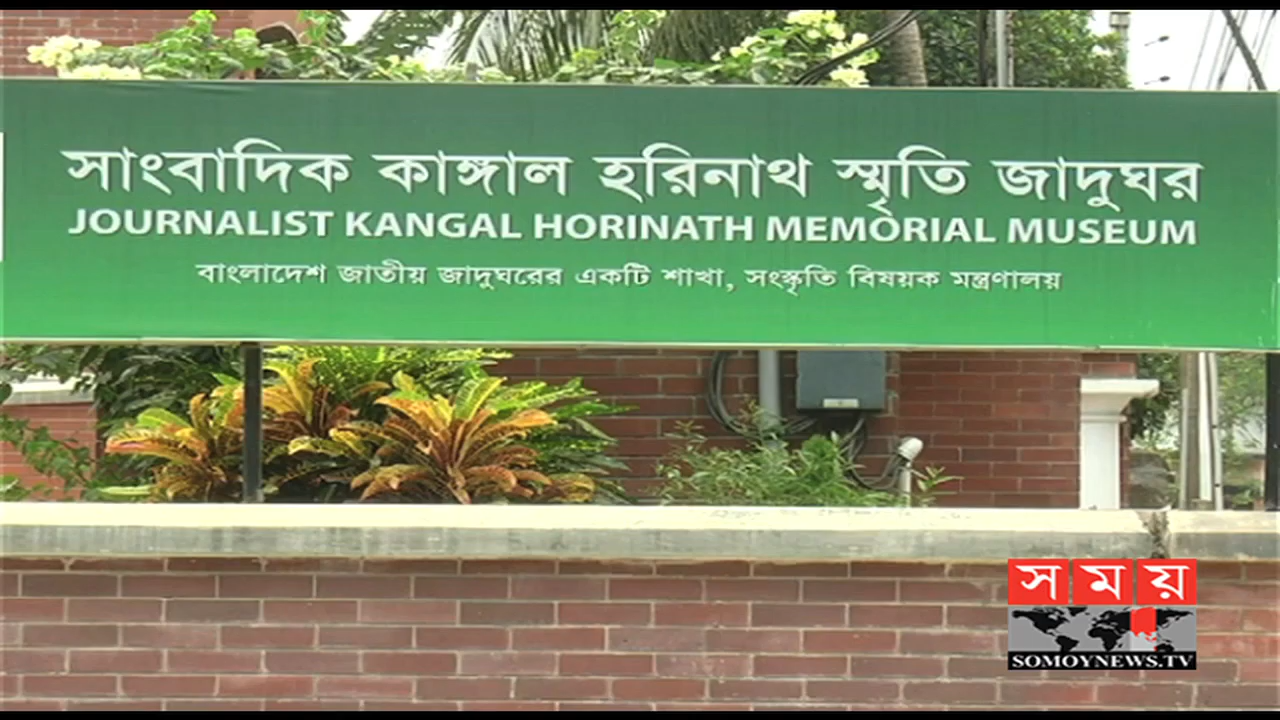 সাংবাদিক কাঙ্গাল হরিনাথ স্মৃতি জাদুঘর
JOURNALIST KANGAL HORINATH MEMORIAL MUSEUM
বাংলাদেশ জাতীয় জাদুঘরের একটি শাখা, সংস্কৃতি বিষয়ক মন্ত্রণালয়
সময়
SOMOYNEWS.TV